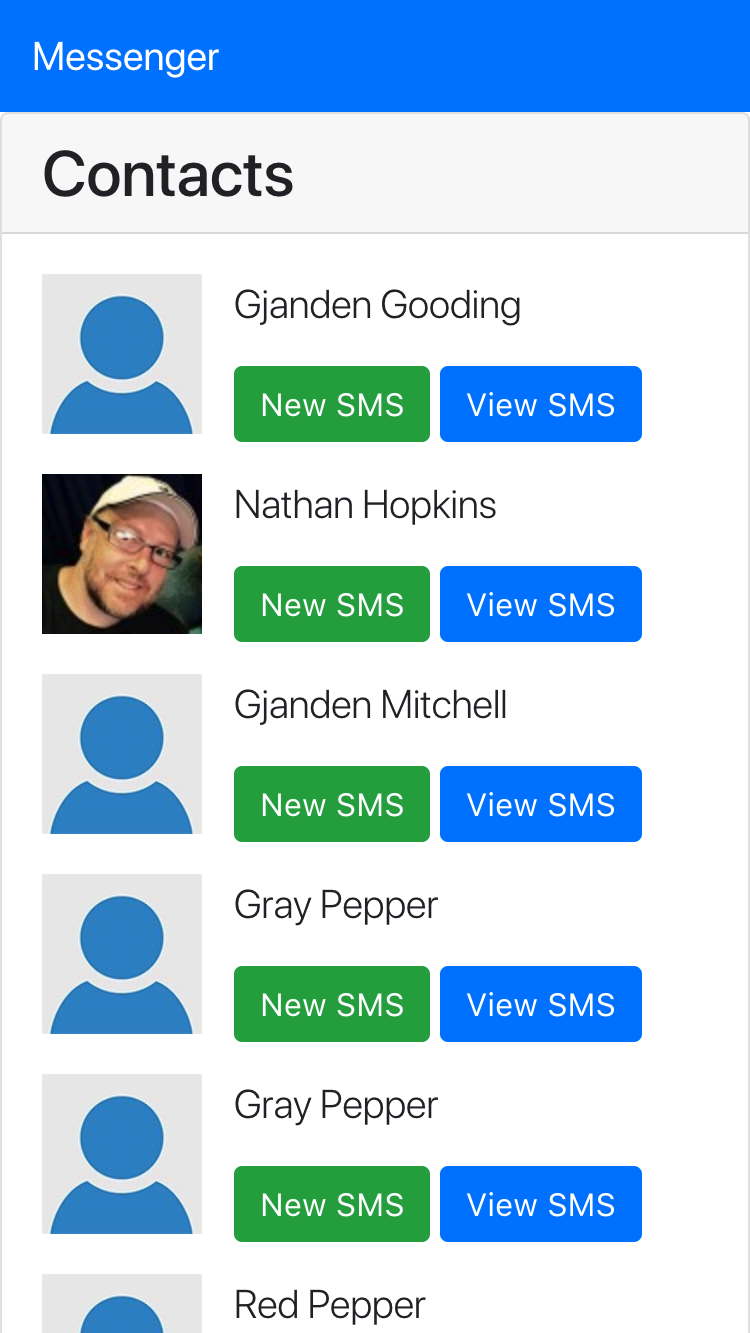 Messenger
Contacts
Gjanden Gooding
New SMS View SMS
Nathan Hopkins
New SMS View SMS
Gjanden Mitchell
New SMS View SMS
Gray Pepper
New SMS View SMS
Gray Pepper
New SMS View SMS
Red Pepper